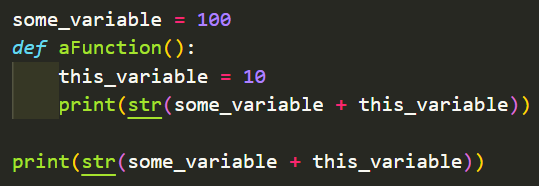 some_variable = 100
def aFunction():
    this_variable = 10
    print(str(some_variable + this_variable))

print(str(some_variable + this_variable))